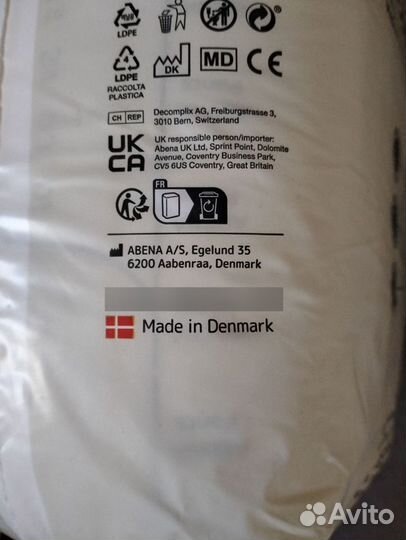 LDPE
LDPE
RACCOLTA
PLASTICA
DK
MD
CE
CH REP
Decomplix AG, Freiburgstrasse 3,
3010 Bern, Switzerland
UK
CA
UK responsible person/importer:
Abena UK Ltd, Sprint Point, Dolomite
Avenue, Coventry Business Park,
CV5 6US Coventry, Great Britain
FR
ABENA A/S, Egelund 35
6200 Aabenraa, Denmark
Made in Denmark
Avito